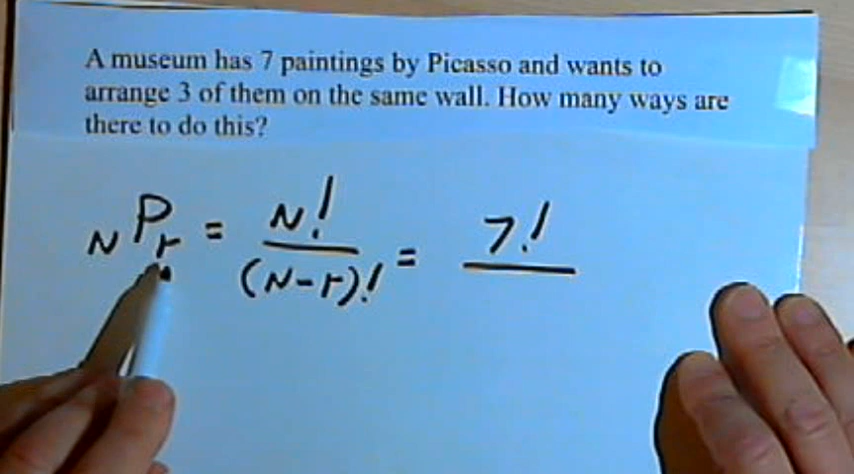 A museum has 7 paintings by Picasso and wants to
arrange 3 of them on the same wall. How many ways are
there to do this?
N P r = N! / (N-r)! = 7! /